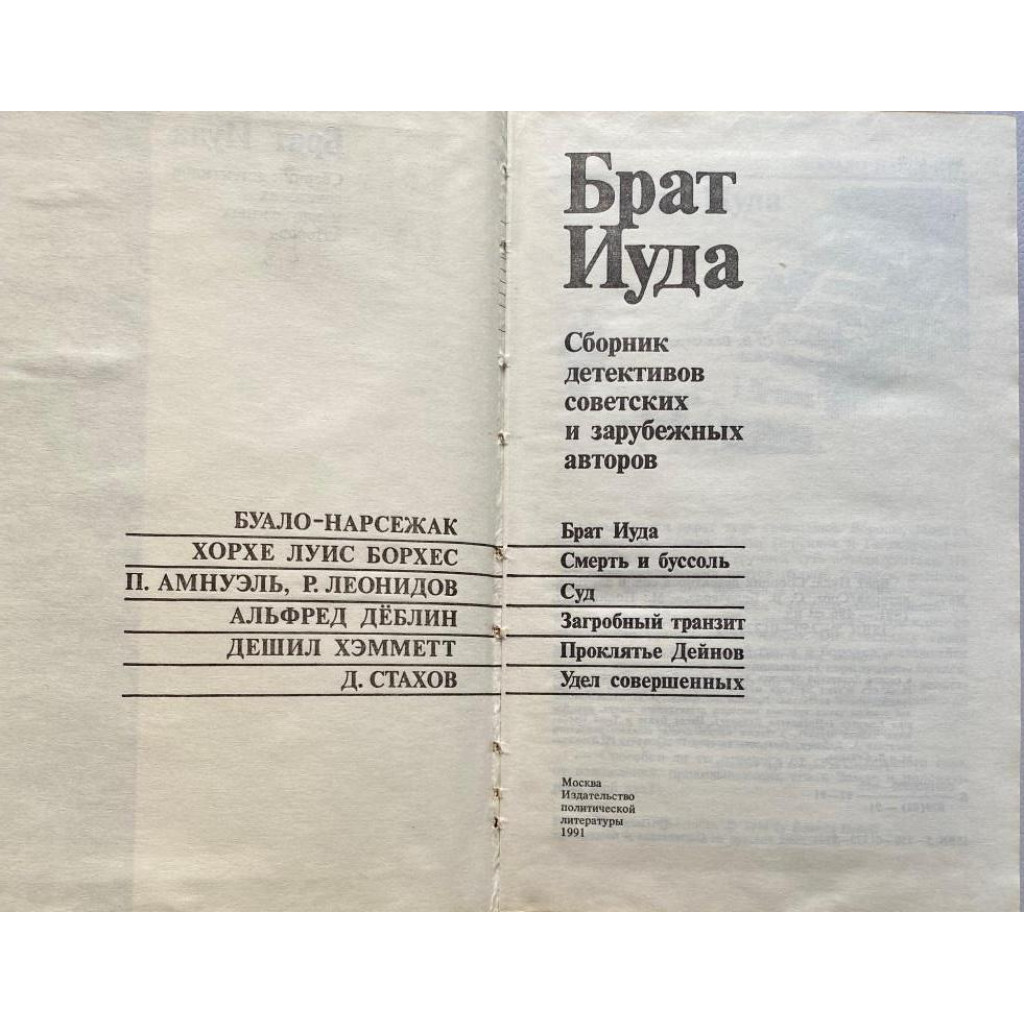 БУАЛО-НАРСЕЖАК
ХОРХЕ ЛУИС БОРХЕС
П. АМНУЭЛЬ, Р. ЛЕОНИДОВ
АЛЬФРЕД ДЁБЛИН
ДЕШИЛ ХЭММЕТТ
Д. СТАХОВ
Брат
Иуда
Сборник
детективов
советских
и зарубежных
авторов
Брат Иуда
Смерть и буссоль
Суд
Загробный транзит
Проклятье Дейнов
Удел совершенных
Москва
Издательство
политической
литературы
1991